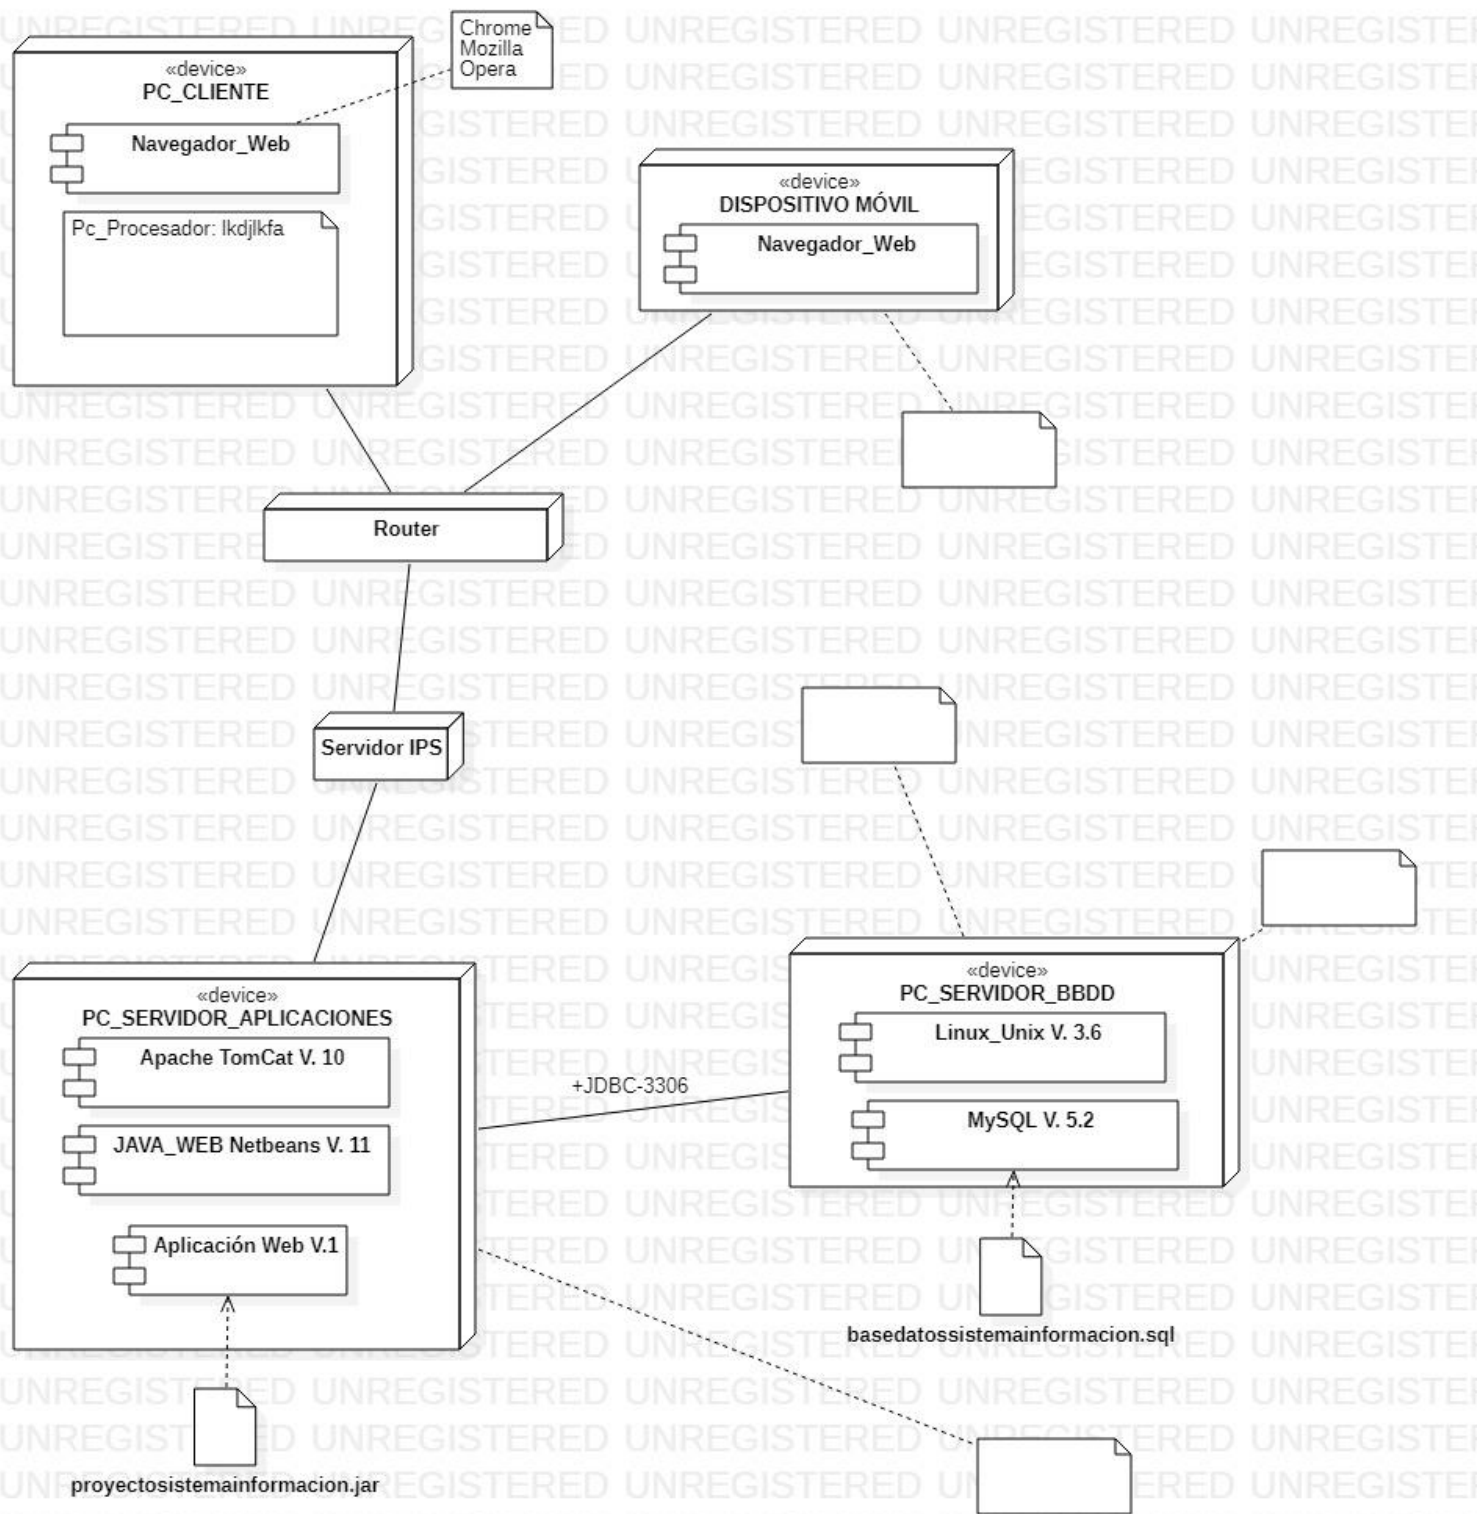 UNREGISTERED
Chrome
Mozilla
Opera
«device»
PC_CLIENTE
Navegador_Web
Pc_Procesador: lkdjlkfa
«device»
DISPOSITIVO MÓVIL
Navegador_Web
Router
Servidor IPS
«device»
PC_SERVIDOR_APLICACIONES
Apache TomCat V. 10
JAVA_WEB Netbeans V. 11
Aplicación Web V.1
proyectosistemainformacion.jar
+JDBC-3306
«device»
PC_SERVIDOR_BBDD
Linux_Unix V. 3.6
MySQL V. 5.2
basedatossistemainformacion.sql